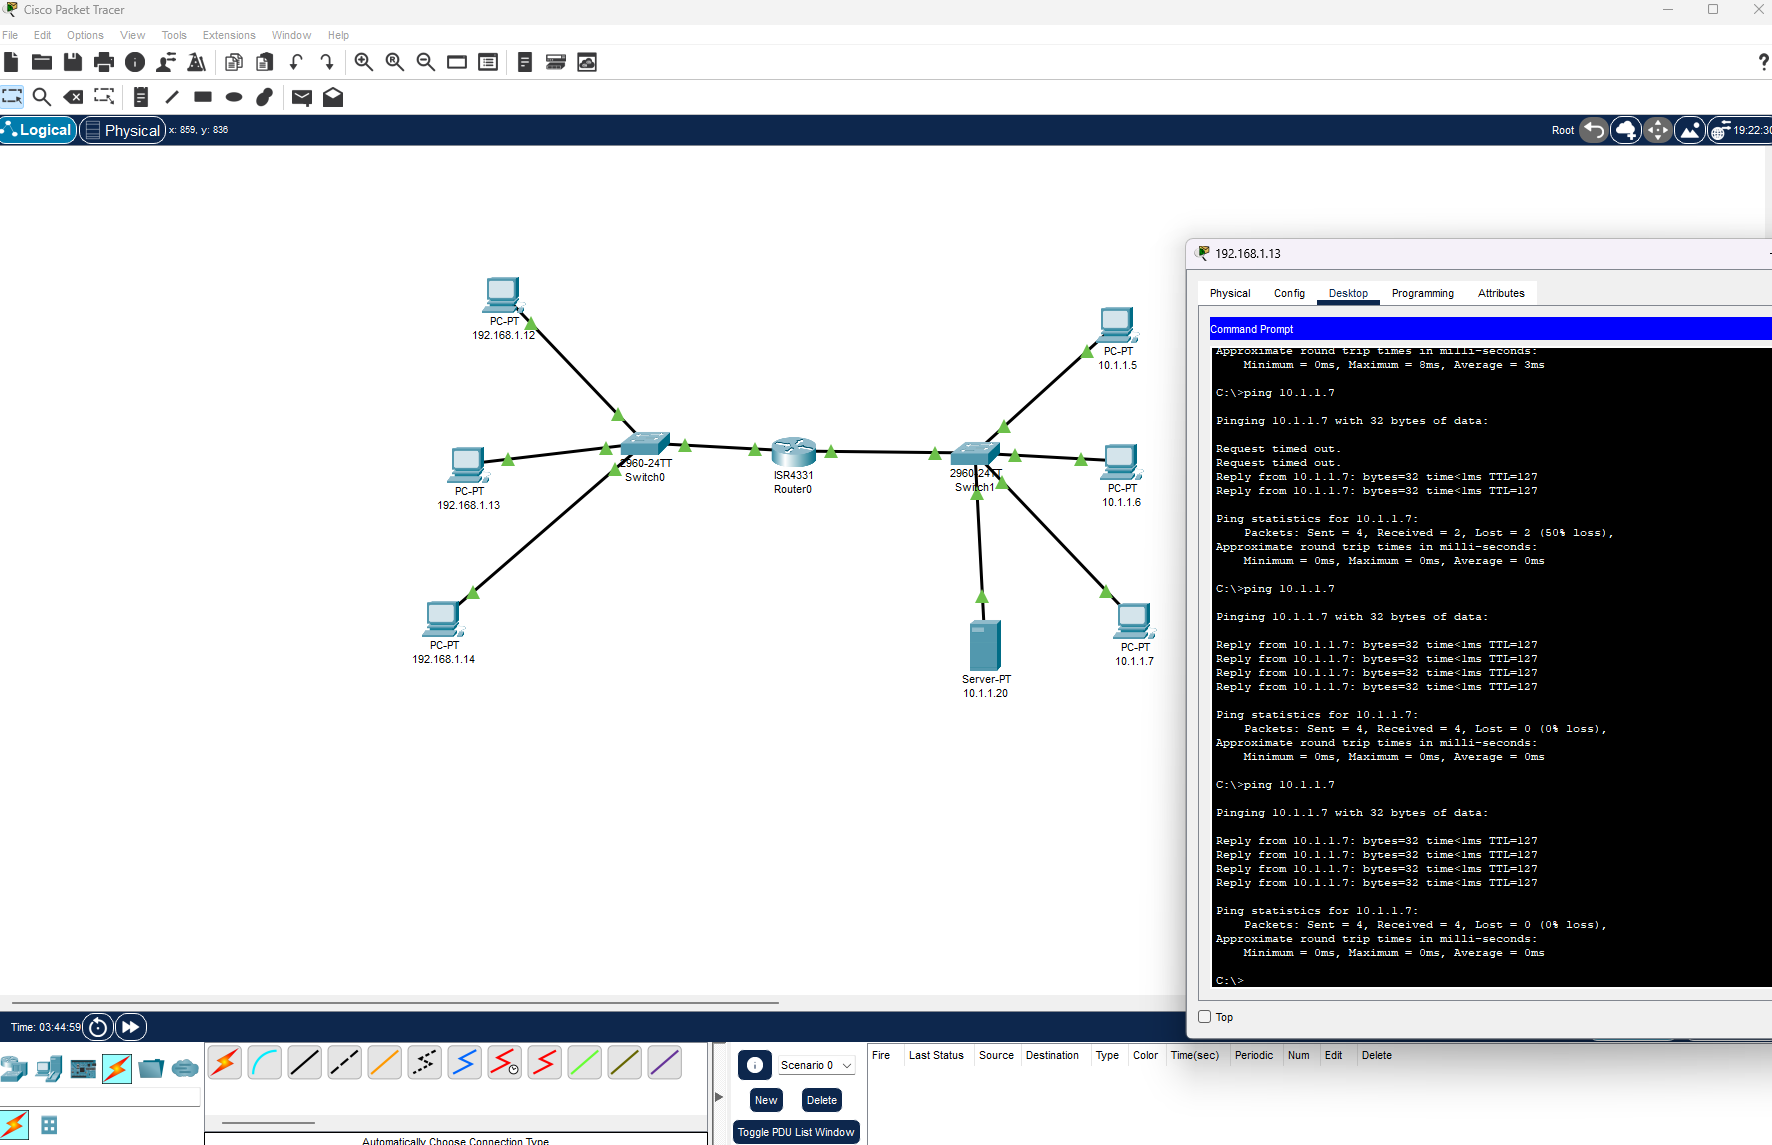 Cisco Packet Tracer
File Edit Options View Tools Extensions Window Help
Logical Physical x: 859, y: 836 Root 19:22:30
PC-PT
192.168.1.12
PC-PT
192.168.1.13
PC-PT
192.168.1.14
2960-24TT
Switch0
ISR4331
Router0
2960-24TT
Switch1
PC-PT
10.1.1.5
PC-PT
10.1.1.6
PC-PT
10.1.1.7
Server-PT
10.1.1.20
192.168.1.13
Physical Config Desktop Programming Attributes
Command Prompt
Approximate round trip times in milli-seconds:
Minimum = 0ms, Maximum = 8ms, Average = 3ms
C:\>ping 10.1.1.7
Pinging 10.1.1.7 with 32 bytes of data:
Request timed out.
Request timed out.
Reply from 10.1.1.7: bytes=32 time<1ms TTL=127
Reply from 10.1.1.7: bytes=32 time<1ms TTL=127
Ping statistics for 10.1.1.7:
Packets: Sent = 4, Received = 2, Lost = 2 (50% loss),
Approximate round trip times in milli-seconds:
Minimum = 0ms, Maximum = 0ms, Average = 0ms
C:\>ping 10.1.1.7
Pinging 10.1.1.7 with 32 bytes of data:
Reply from 10.1.1.7: bytes=32 time<1ms TTL=127
Reply from 10.1.1.7: bytes=32 time<1ms TTL=127
Reply from 10.1.1.7: bytes=32 time<1ms TTL=127
Reply from 10.1.1.7: bytes=32 time<1ms TTL=127
Ping statistics for 10.1.1.7:
Packets: Sent = 4, Received = 4, Lost = 0 (0% loss),
Approximate round trip times in milli-seconds:
Minimum = 0ms, Maximum = 0ms, Average = 0ms
C:\>ping 10.1.1.7
Pinging 10.1.1.7 with 32 bytes of data:
Reply from 10.1.1.7: bytes=32 time<1ms TTL=127
Reply from 10.1.1.7: bytes=32 time<1ms TTL=127
Reply from 10.1.1.7: bytes=32 time<1ms TTL=127
Reply from 10.1.1.7: bytes=32 time<1ms TTL=127
Ping statistics for 10.1.1.7:
Packets: Sent = 4, Received = 4, Lost = 0 (0% loss),
Approximate round trip times in milli-seconds:
Minimum = 0ms, Maximum = 0ms, Average = 0ms
C:\>
Top
Time: 03:44:59
Scenario 0
New Delete
Toggle PDU List Window
Fire Last Status Source Destination Type Color Time(sec) Periodic Num Edit Delete
Automatically Choose Connection Type